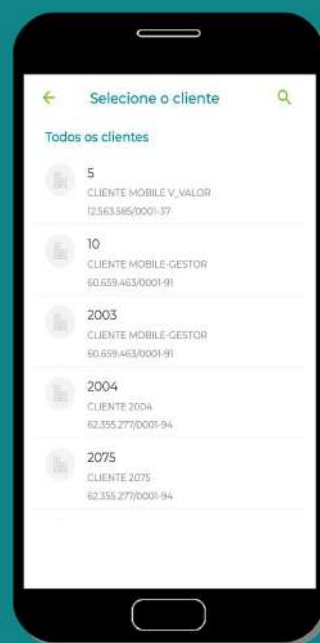 Selecione o cliente
Todos os clientes
5
CLIENTE MOBILE V_VALOR
12.563.585/0001-37
10
CLIENTE MOBILE-GESTOR
60.659.463/0001-91
2003
CLIENTE MOBILE-GESTOR
60.659.463/0001-91
2004
CLIENTE 2004
62.355.277/0001-94
2075
CLIENTE 2075
62.355.277/0001-94